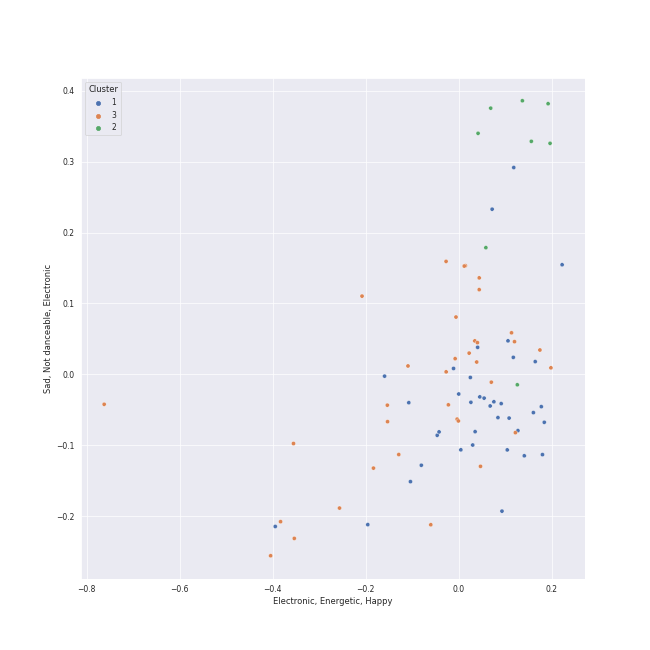 Cluster
1
3
2
0.4
0.3
0.2
0.1
0.0
−0.1
−0.2
Sad, Not danceable, Electronic
−0.8 −0.6 −0.4 −0.2 0.0 0.2
Electronic, Energetic, Happy